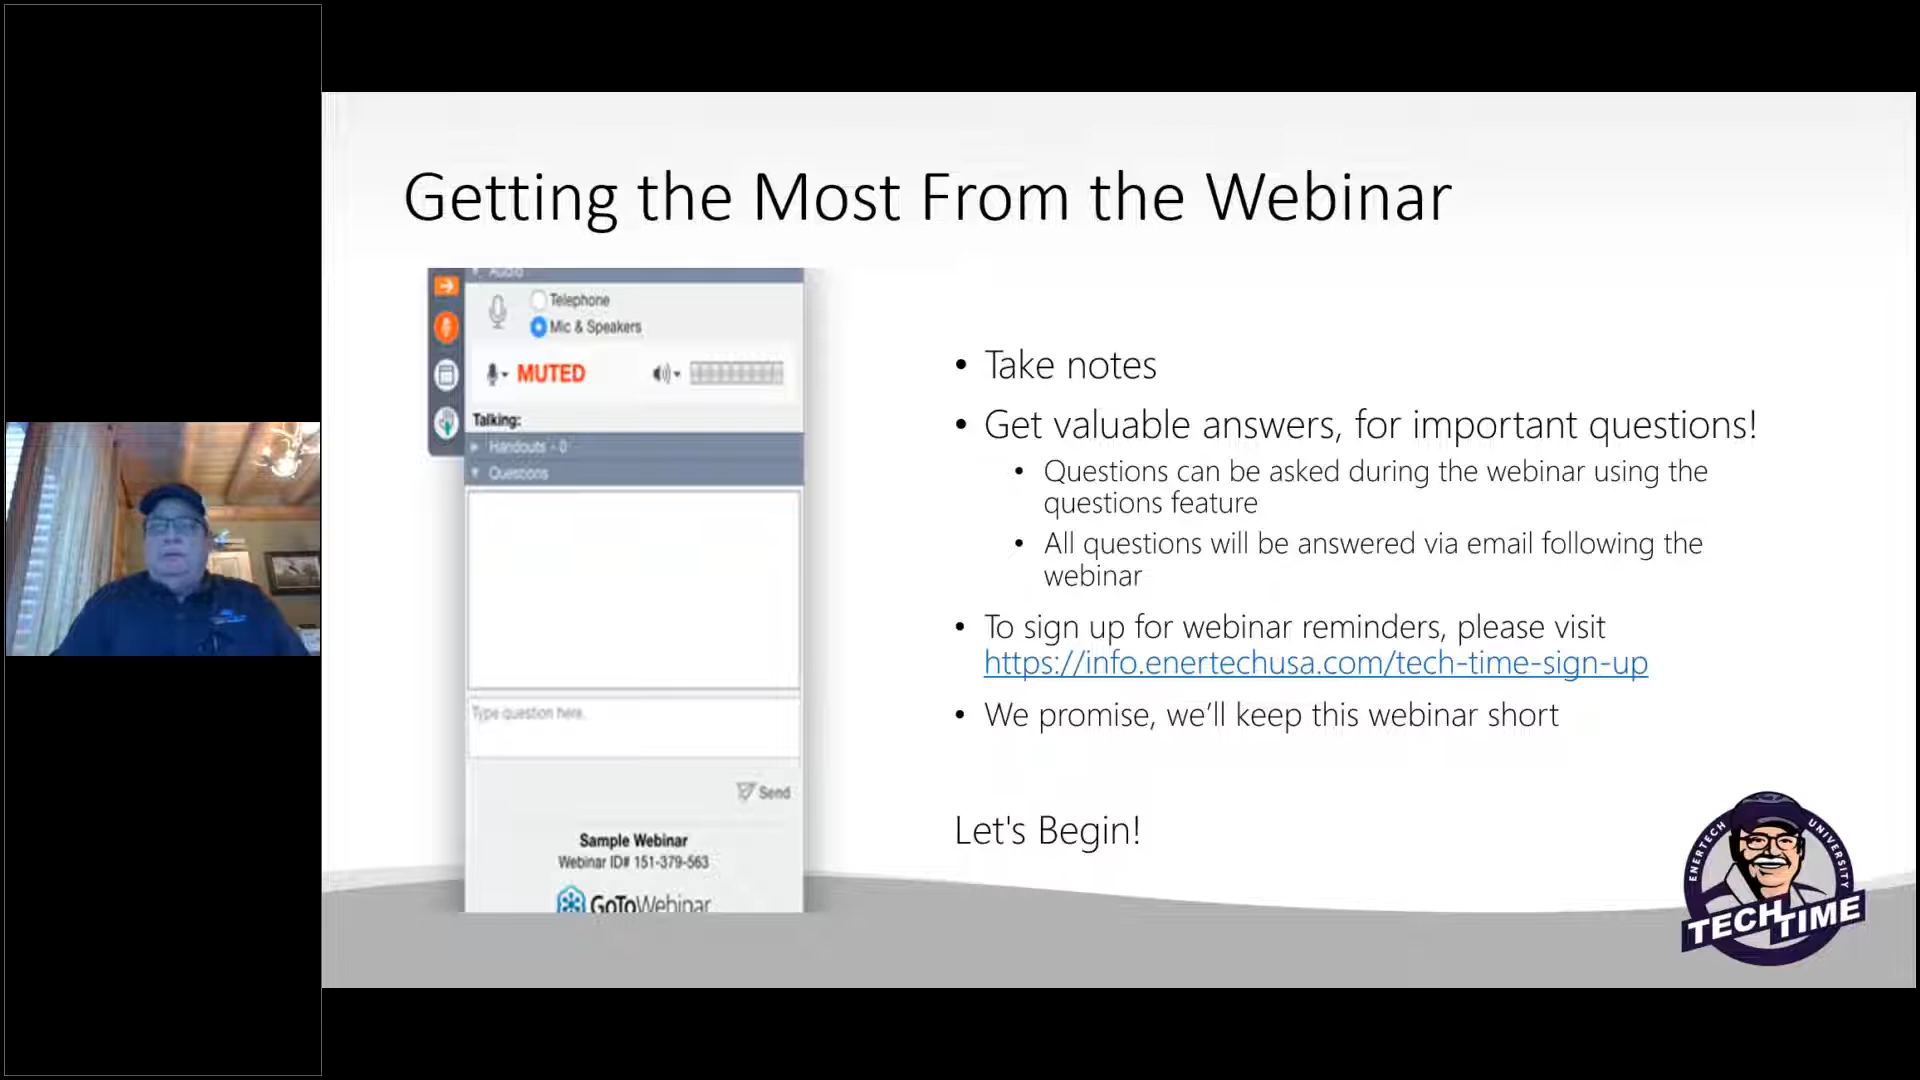 Getting the Most From the Webinar
Audio
Telephone
Mic & Speakers
MUTED
Talking:
Handouts - 0
Questions
Type question here.
Send
Sample Webinar
Webinar ID# 151-379-563
GoToWebinar
• Take notes
• Get valuable answers, for important questions!
• Questions can be asked during the webinar using the
questions feature
• All questions will be answered via email following the
webinar
• To sign up for webinar reminders, please visit
https://info.enertechusa.com/tech-time-sign-up
• We promise, we’ll keep this webinar short
Let's Begin!
ENERTECH UNIVERSITY
TECH TIME